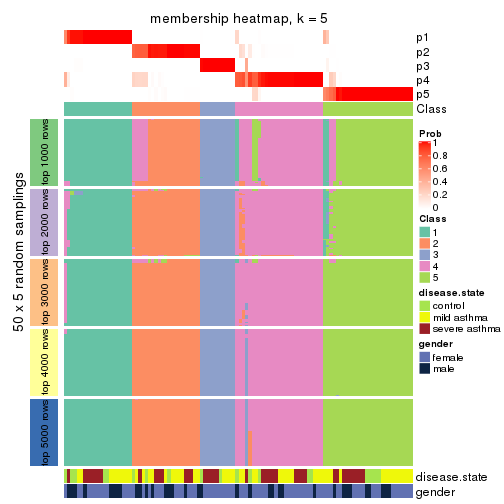 membership heatmap, k = 5
p1
p2
p3
p4
p5
Class
50 x 5 random samplings
top 1000 rows
top 2000 rows
top 3000 rows
top 4000 rows
top 5000 rows
disease.state
gender
Prob
1
0.8
0.6
0.4
0.2
0
Class
1
2
3
4
5
disease.state
control
mild asthma
severe asthma
gender
female
male